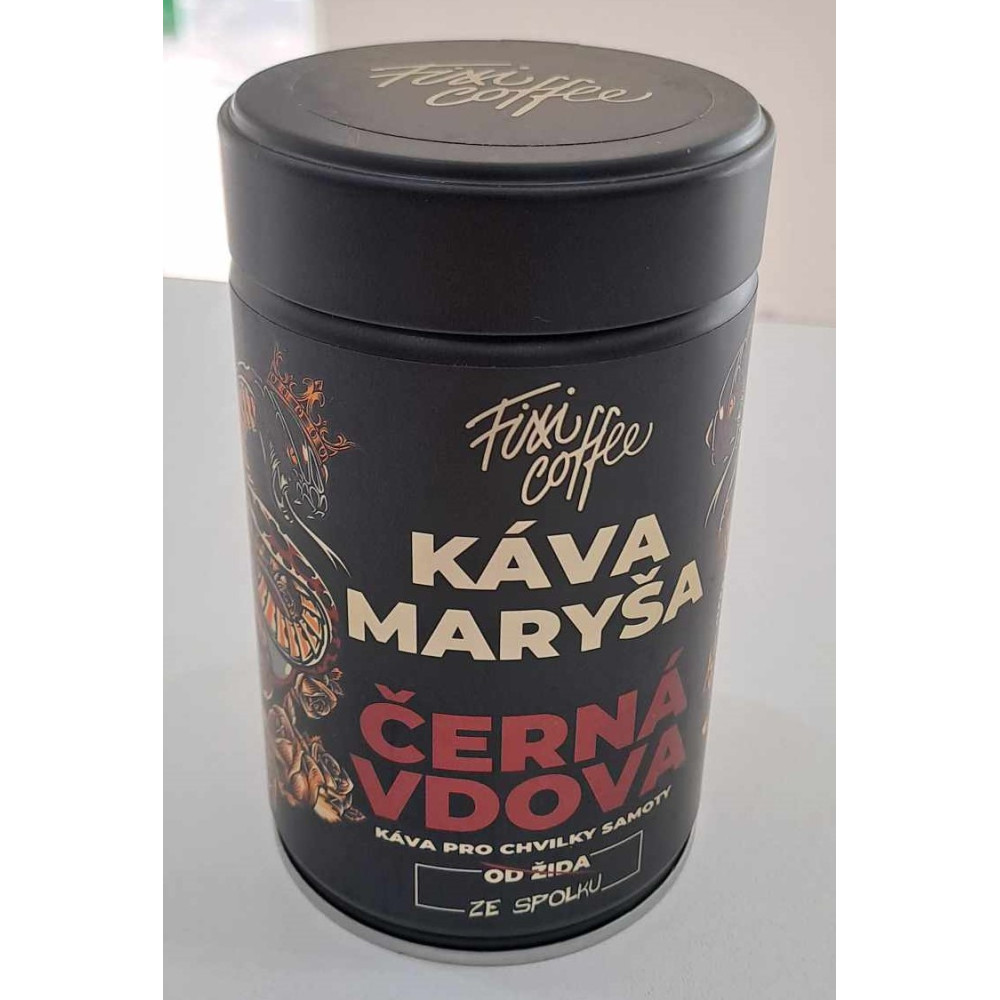 Fixi
coffee
Fixi
coffee
KÁVA
MARYŠA
ČERNÁ
VDOVA
KÁVA PRO CHVILKY SAMOTY
OD ŽIDA
ZE SPOLKU